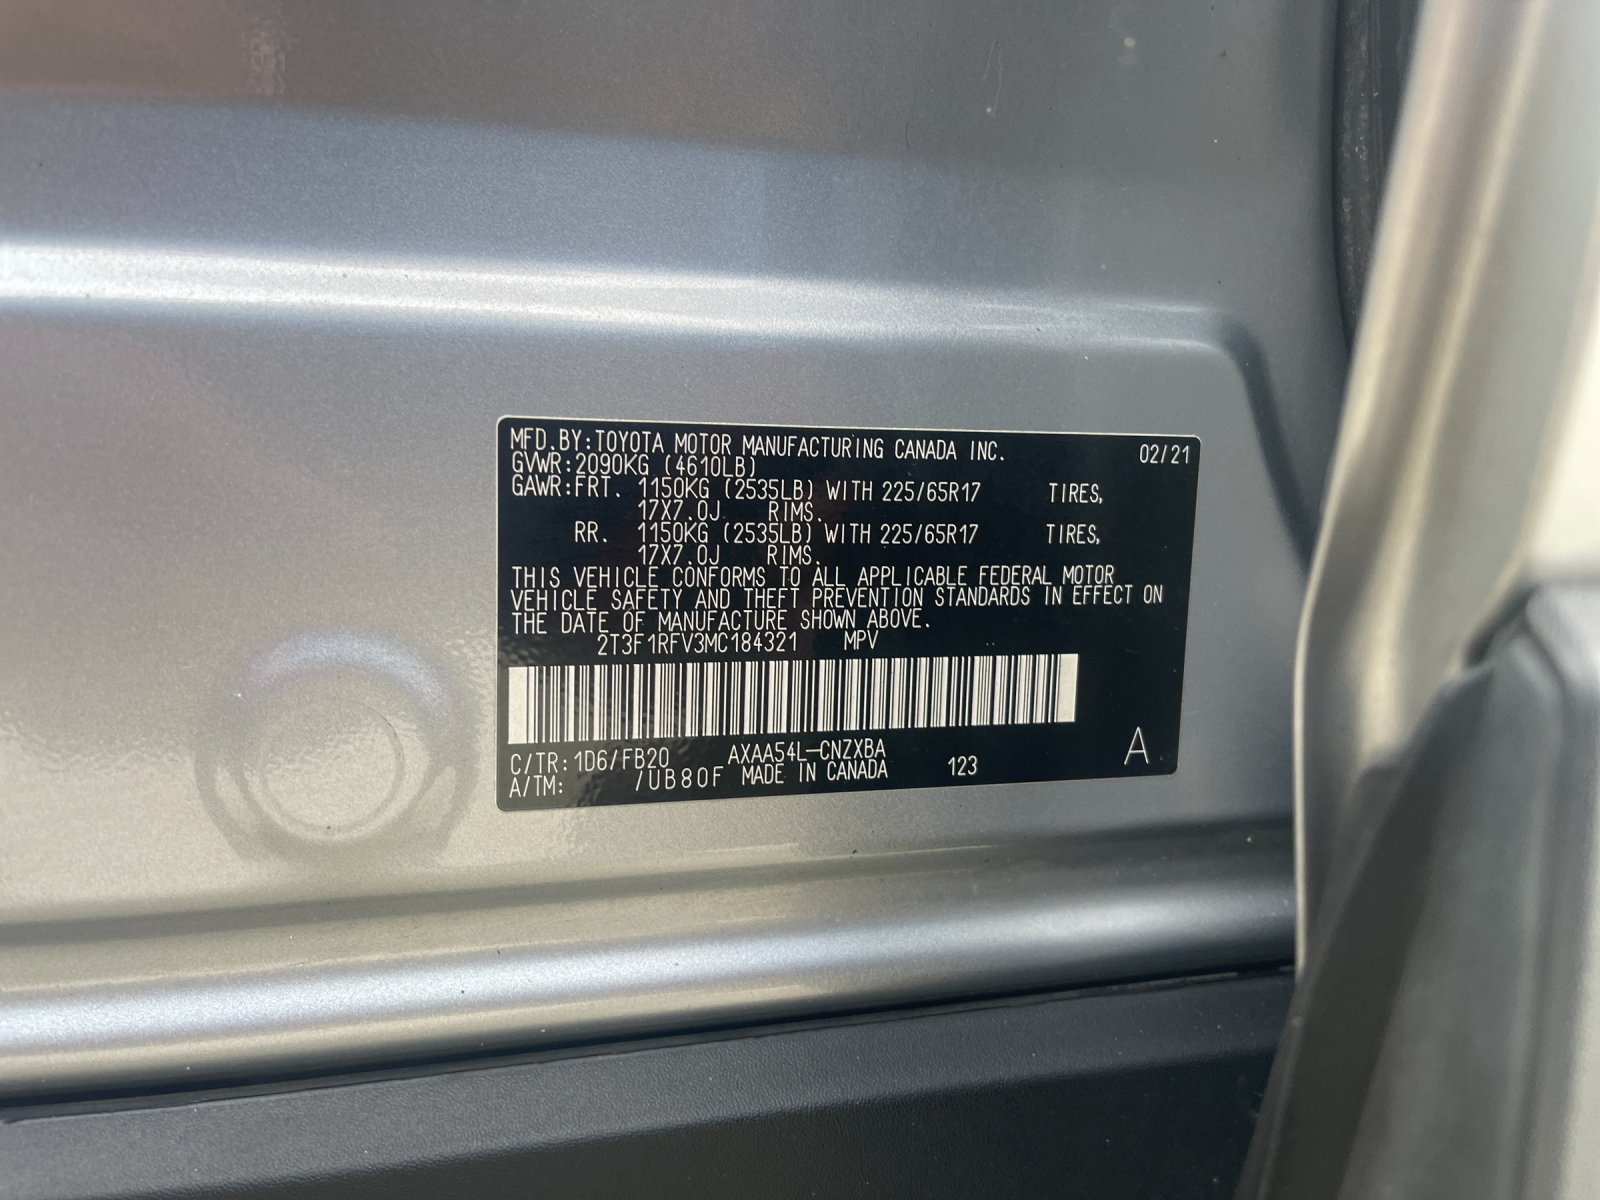 MFD.BY:TOYOTA MOTOR MANUFACTURING CANADA INC. 02/21
GVWR:2090KG (4610LB)
GAWR:FRT. 1150KG (2535LB) WITH 225/65R17 TIRES,
17X7.0J RIMS.
RR. 1150KG (2535LB) WITH 225/65R17 TIRES,
17X7.0J RIMS.
THIS VEHICLE CONFORMS TO ALL APPLICABLE FEDERAL MOTOR
VEHICLE SAFETY AND THEFT PREVENTION STANDARDS IN EFFECT ON
THE DATE OF MANUFACTURE SHOWN ABOVE.
2T3F1RFV3MC184321 MPV
C/TR:1D6/FB20 AXAA54L-CNZXBA
A/TM: /UB80F MADE IN CANADA 123 A